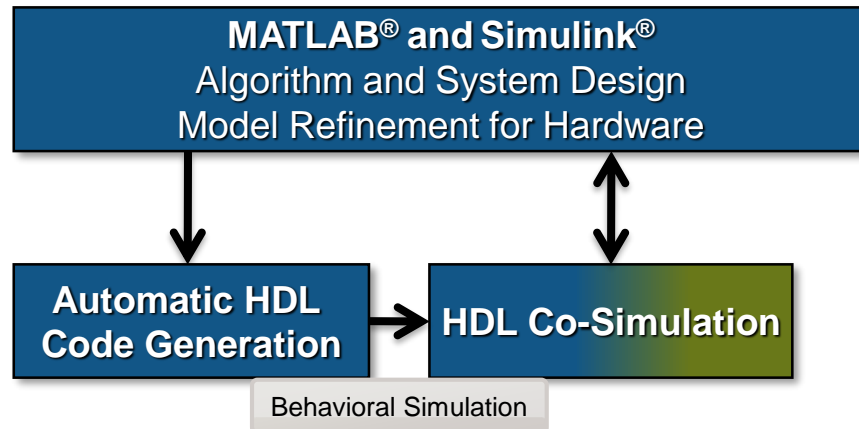 MATLAB® and Simulink®
Algorithm and System Design
Model Refinement for Hardware
Automatic HDL
Code Generation
HDL Co-Simulation
Behavioral Simulation